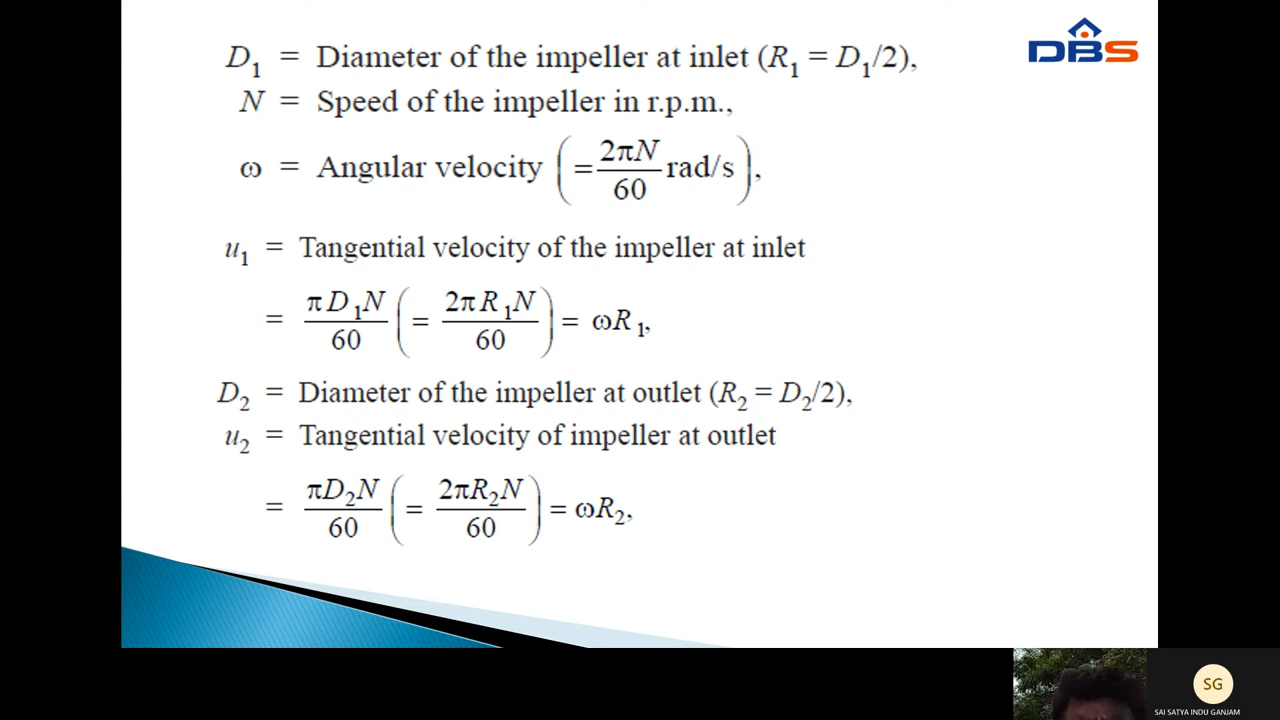 DBS
D₁ = Diameter of the impeller at inlet (R₁ = D₁/2),
N = Speed of the impeller in r.p.m.,
ω = Angular velocity (= 2πN/60 rad/s),
u₁ = Tangential velocity of the impeller at inlet
= πD₁N/60 (= 2πR₁N/60) = ωR₁,
D₂ = Diameter of the impeller at outlet (R₂ = D₂/2),
u₂ = Tangential velocity of impeller at outlet
= πD₂N/60 (= 2πR₂N/60) = ωR₂,
SG
SAI SATYA INDU GANJAM